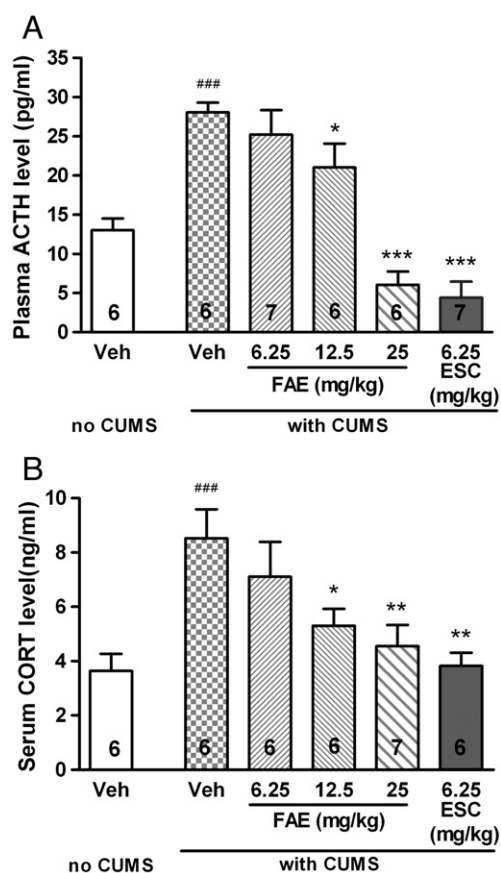 A
Plasma ACTH level (pg/ml)
35
30
25
20
15
10
5
0
###
*
***
***
6
6
7
6
6
7
Veh
Veh
6.25
12.5
25
6.25
FAE (mg/kg)
ESC
(mg/kg)
no CUMS
with CUMS
B
Serum CORT level(ng/ml)
10
8
6
4
2
0
###
*
**
**
6
6
6
6
7
6
Veh
Veh
6.25
12.5
25
6.25
FAE (mg/kg)
ESC
(mg/kg)
no CUMS
with CUMS